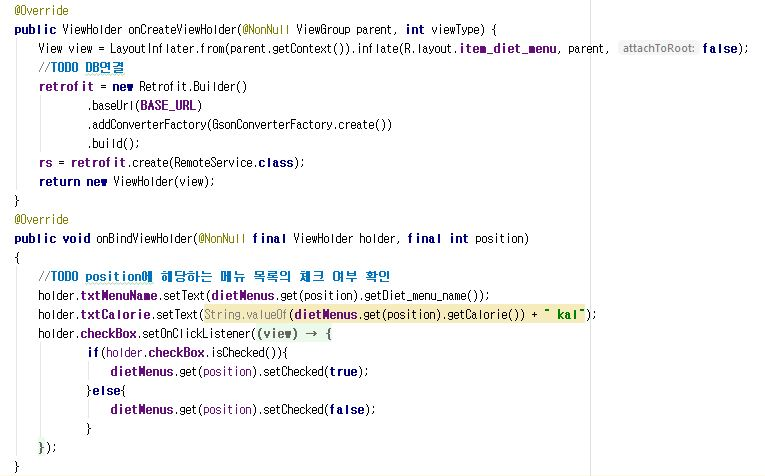 @Override
public ViewHolder onCreateViewHolder(@NonNull ViewGroup parent, int viewType) {
View view = LayoutInflater.from(parent.getContext()).inflate(R.layout.item_diet_menu, parent, attachToRoot: false);
//TODO DB연결
retrofit = new Retrofit.Builder()
.baseUrl(BASE_URL)
.addConverterFactory(GsonConverterFactory.create())
.build();
rs = retrofit.create(RemoteService.class);
return new ViewHolder(view);
}
@Override
public void onBindViewHolder(@NonNull final ViewHolder holder, final int position)
{
//TODO position에 해당하는 메뉴 목록의 체크 여부 확인
holder.txtMenuName.setText(dietMenus.get(position).getDiet_menu_name());
holder.txtCalorie.setText(String.valueOf(dietMenus.get(position).getCalorie()) + " kal");
holder.checkBox.setOnClickListener((view) → {
if(holder.checkBox.isChecked()){
dietMenus.get(position).setChecked(true);
}else{
dietMenus.get(position).setChecked(false);
}
});
}